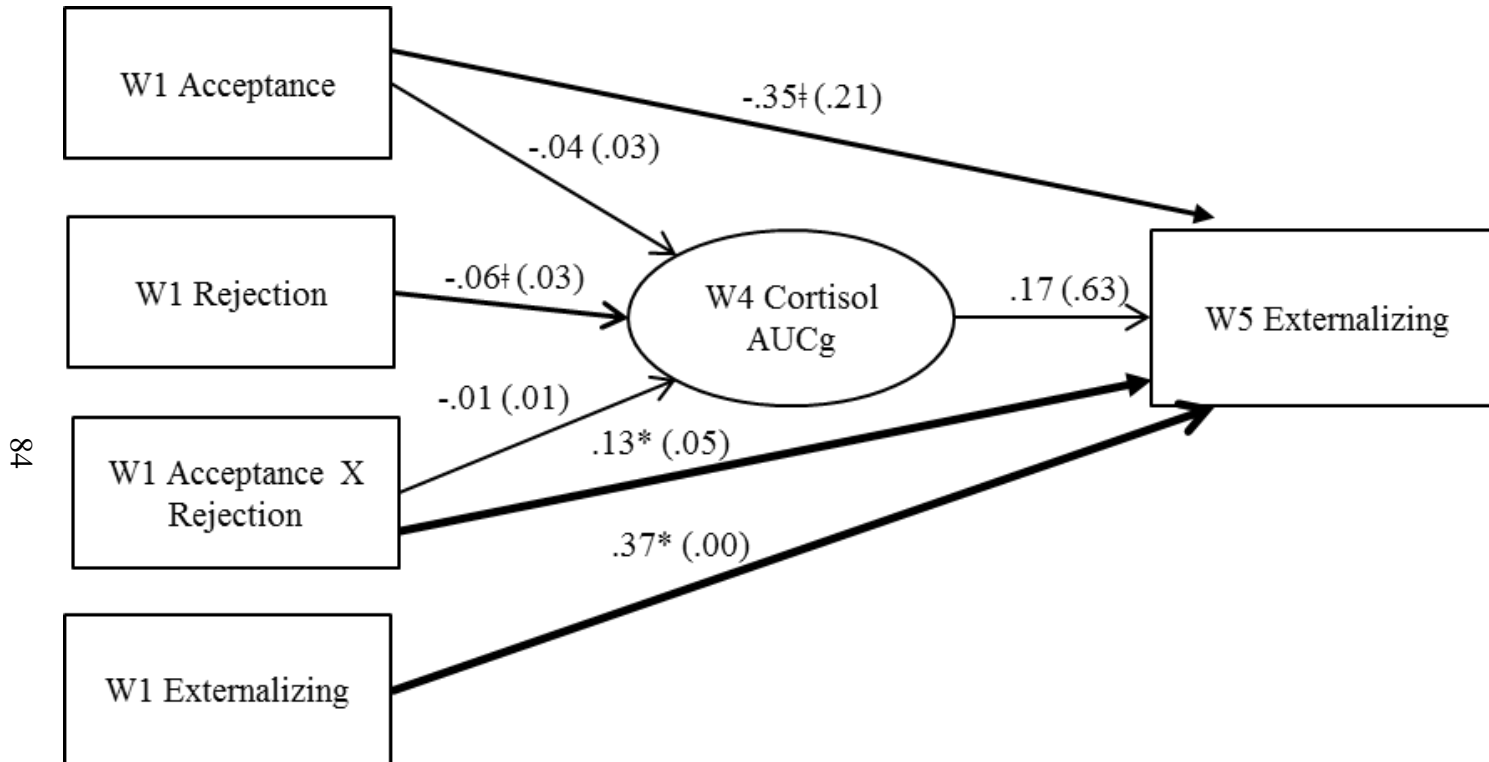 W1 Acceptance
-.35ǂ (.21)
-.04 (.03)
W1 Rejection
-.06ǂ (.03)
W4 Cortisol
AUCg
.17 (.63)
W5 Externalizing
-.01 (.01)
W1 Acceptance X
Rejection
.13* (.05)
.37* (.00)
W1 Externalizing
84